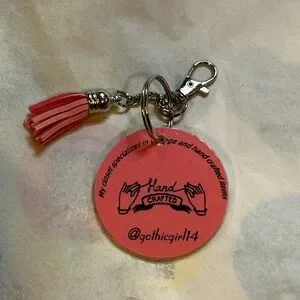 My closet specializes in vintage and hand crafted items
Hand
CRAFTED
@gothicgirl14